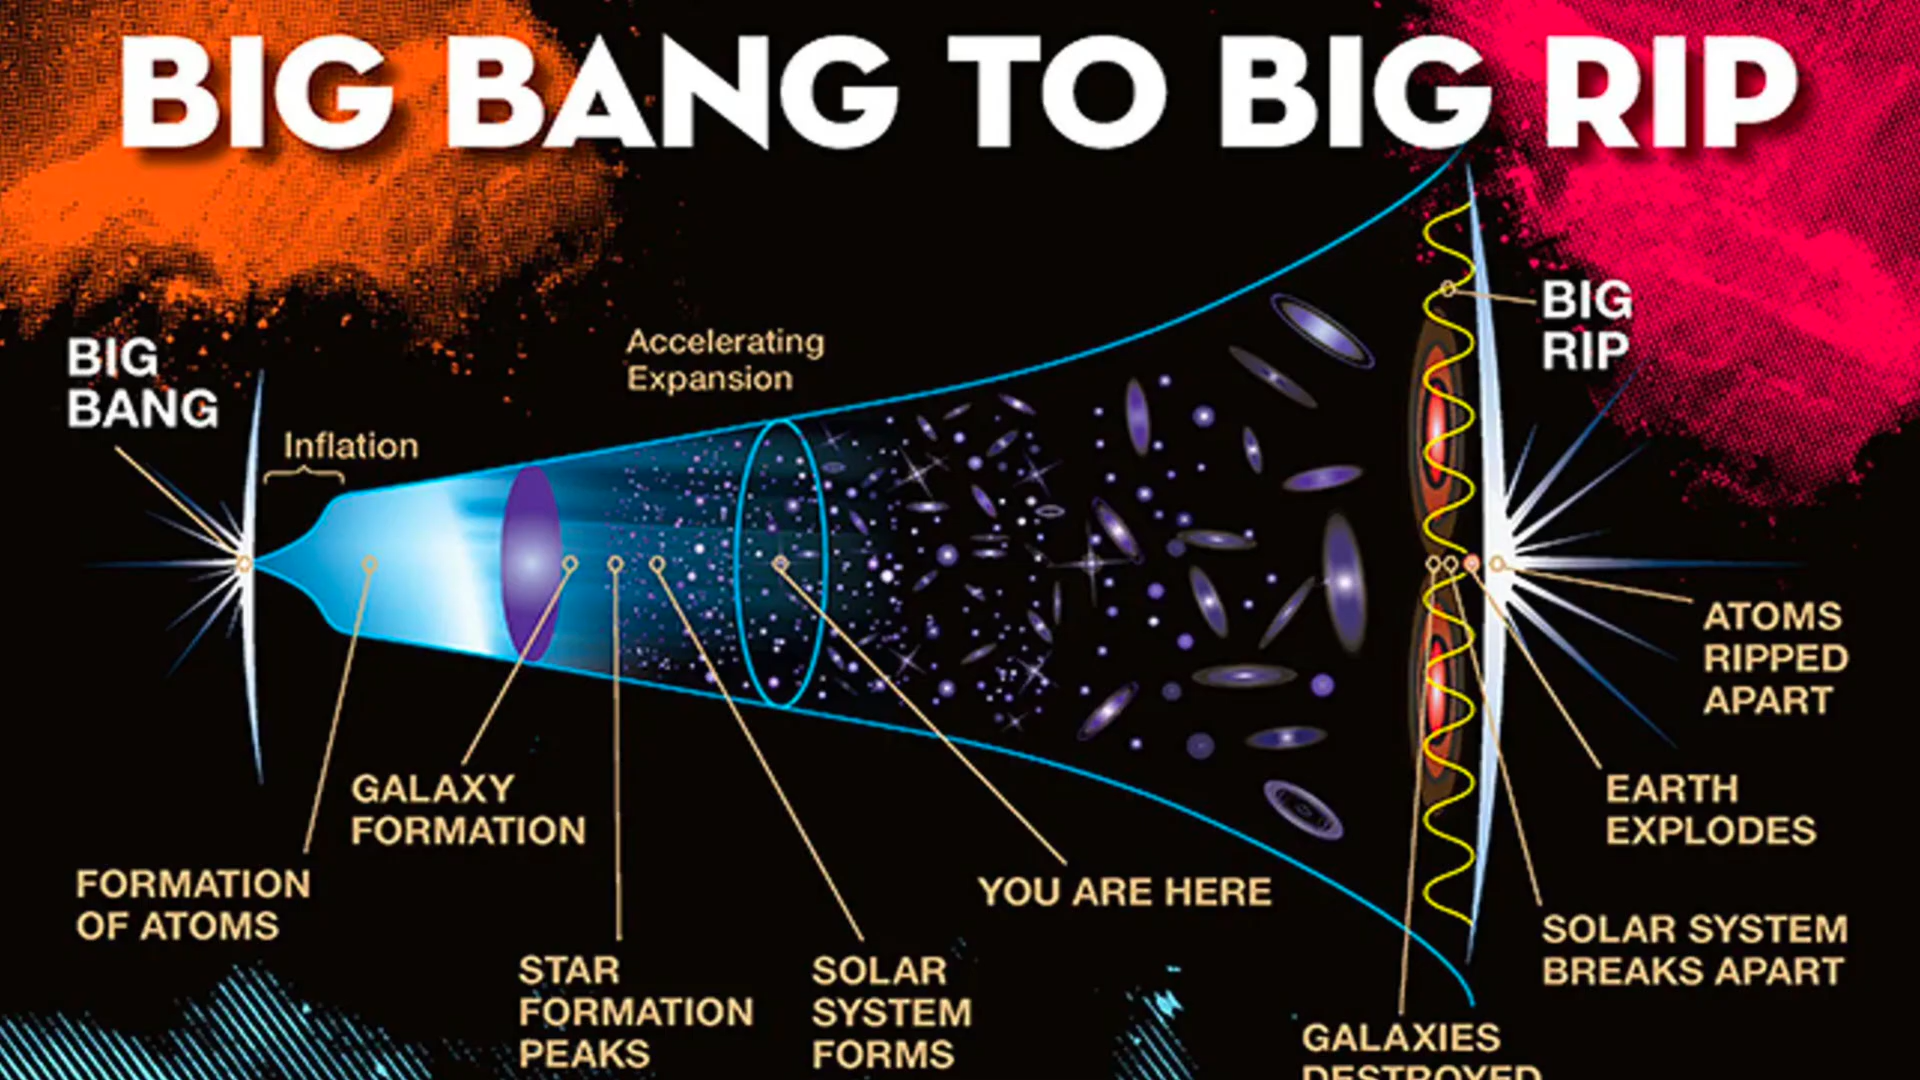 BIG BANG TO BIG RIP
BIG
BANG
Inflation
Accelerating
Expansion
BIG
RIP
FORMATION
OF ATOMS
GALAXY
FORMATION
STAR
FORMATION
PEAKS
SOLAR
SYSTEM
FORMS
YOU ARE HERE
GALAXIES
DESTROYED
SOLAR SYSTEM
BREAKS APART
EARTH
EXPLODES
ATOMS
RIPPED
APART